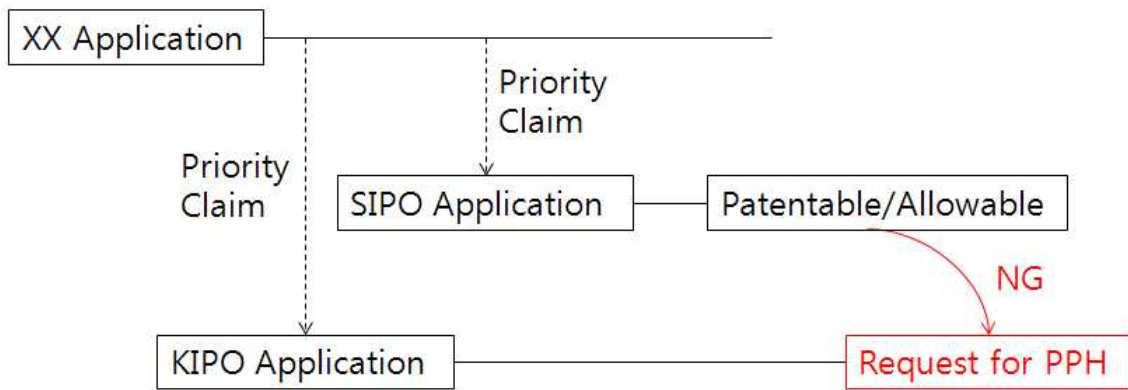 XX Application
Priority
Claim
Priority
Claim
SIPO Application
Patentable/Allowable
NG
KIPO Application
Request for PPH